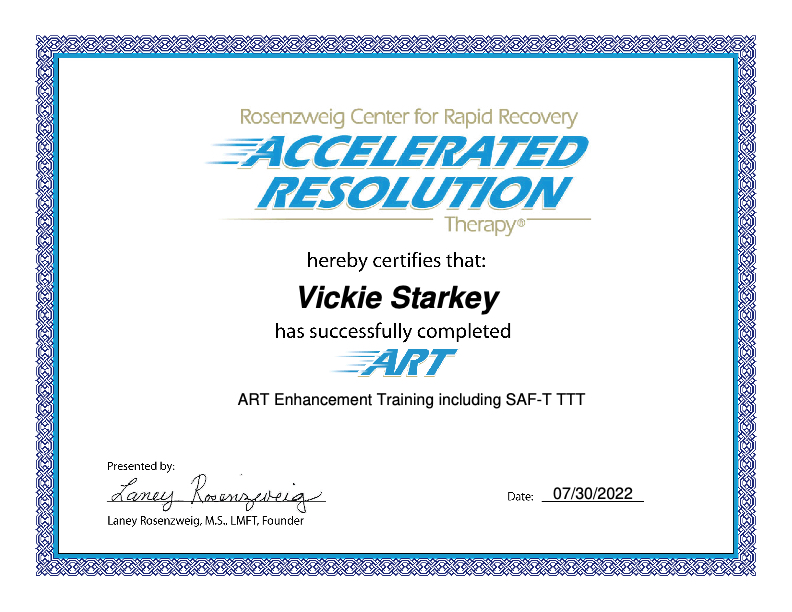 Rosenzweig Center for Rapid Recovery
ACCELERATED
RESOLUTION
Therapy®
hereby certifies that:
Vickie Starkey
has successfully completed
ART
ART Enhancement Training including SAF-T TTT
Presented by:
Laney Rosenzweig
Laney Rosenzweig, M.S., LMFT, Founder
Date: 07/30/2022